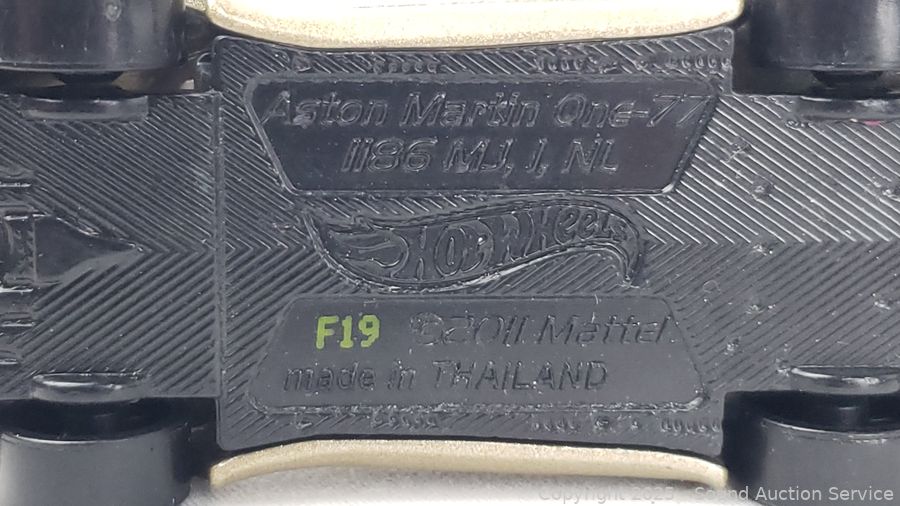 Aston Martin One-77
1186 MJ, 1, NL
HOT WHEELS
F19 ©2011 Mattel
made in THAILAND
Copyright 2025 - Sound Auction Service